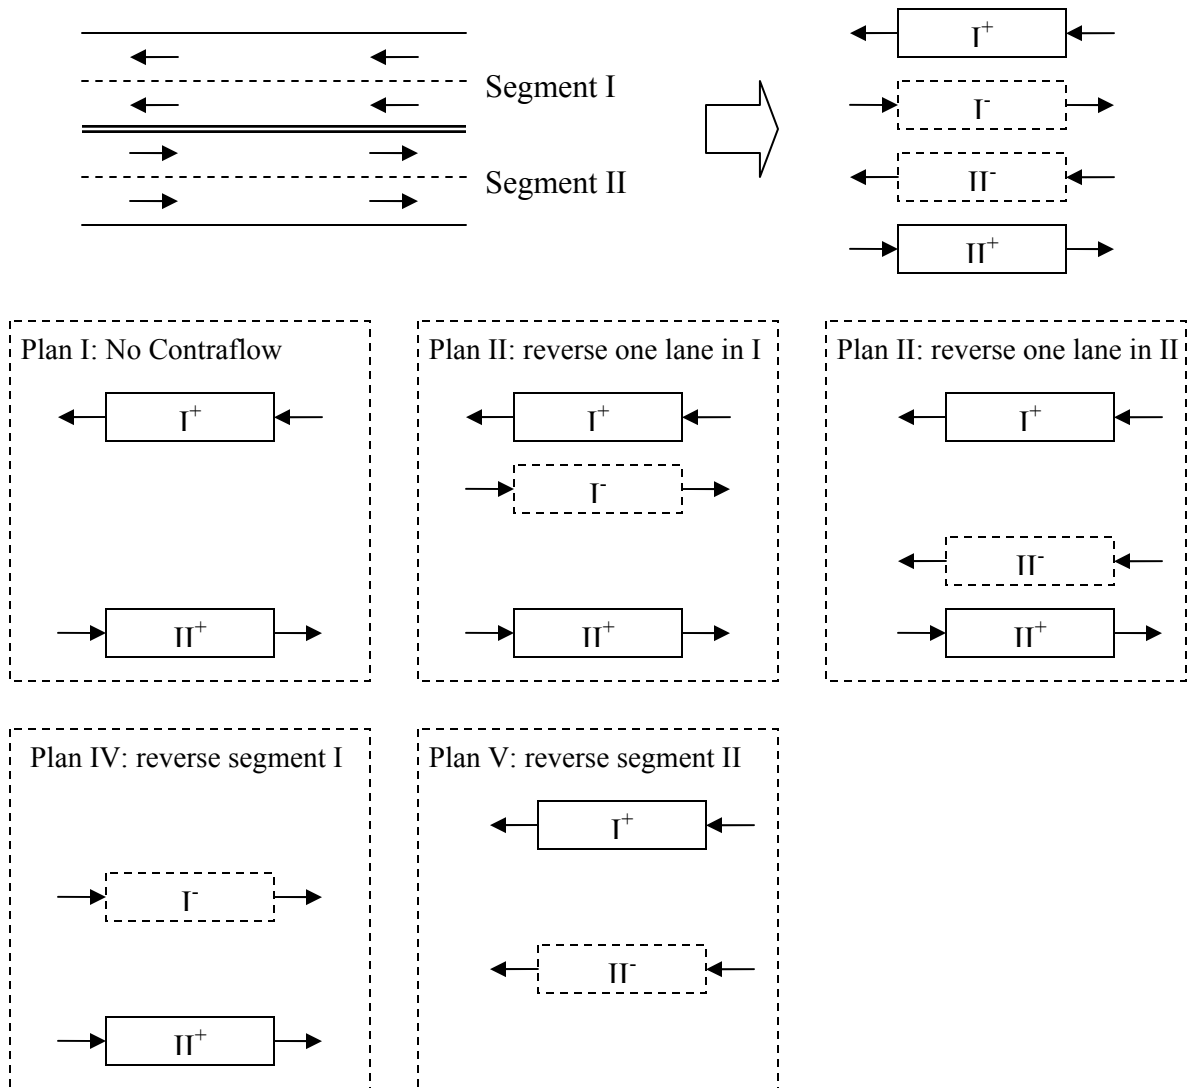 Segment I
Segment II
I+
I-
II-
II+
Plan I: No Contraflow
I+
II+
Plan II: reverse one lane in I
I+
I-
II+
Plan II: reverse one lane in II
I+
II-
II+
Plan IV: reverse segment I
I-
II+
Plan V: reverse segment II
I+
II-